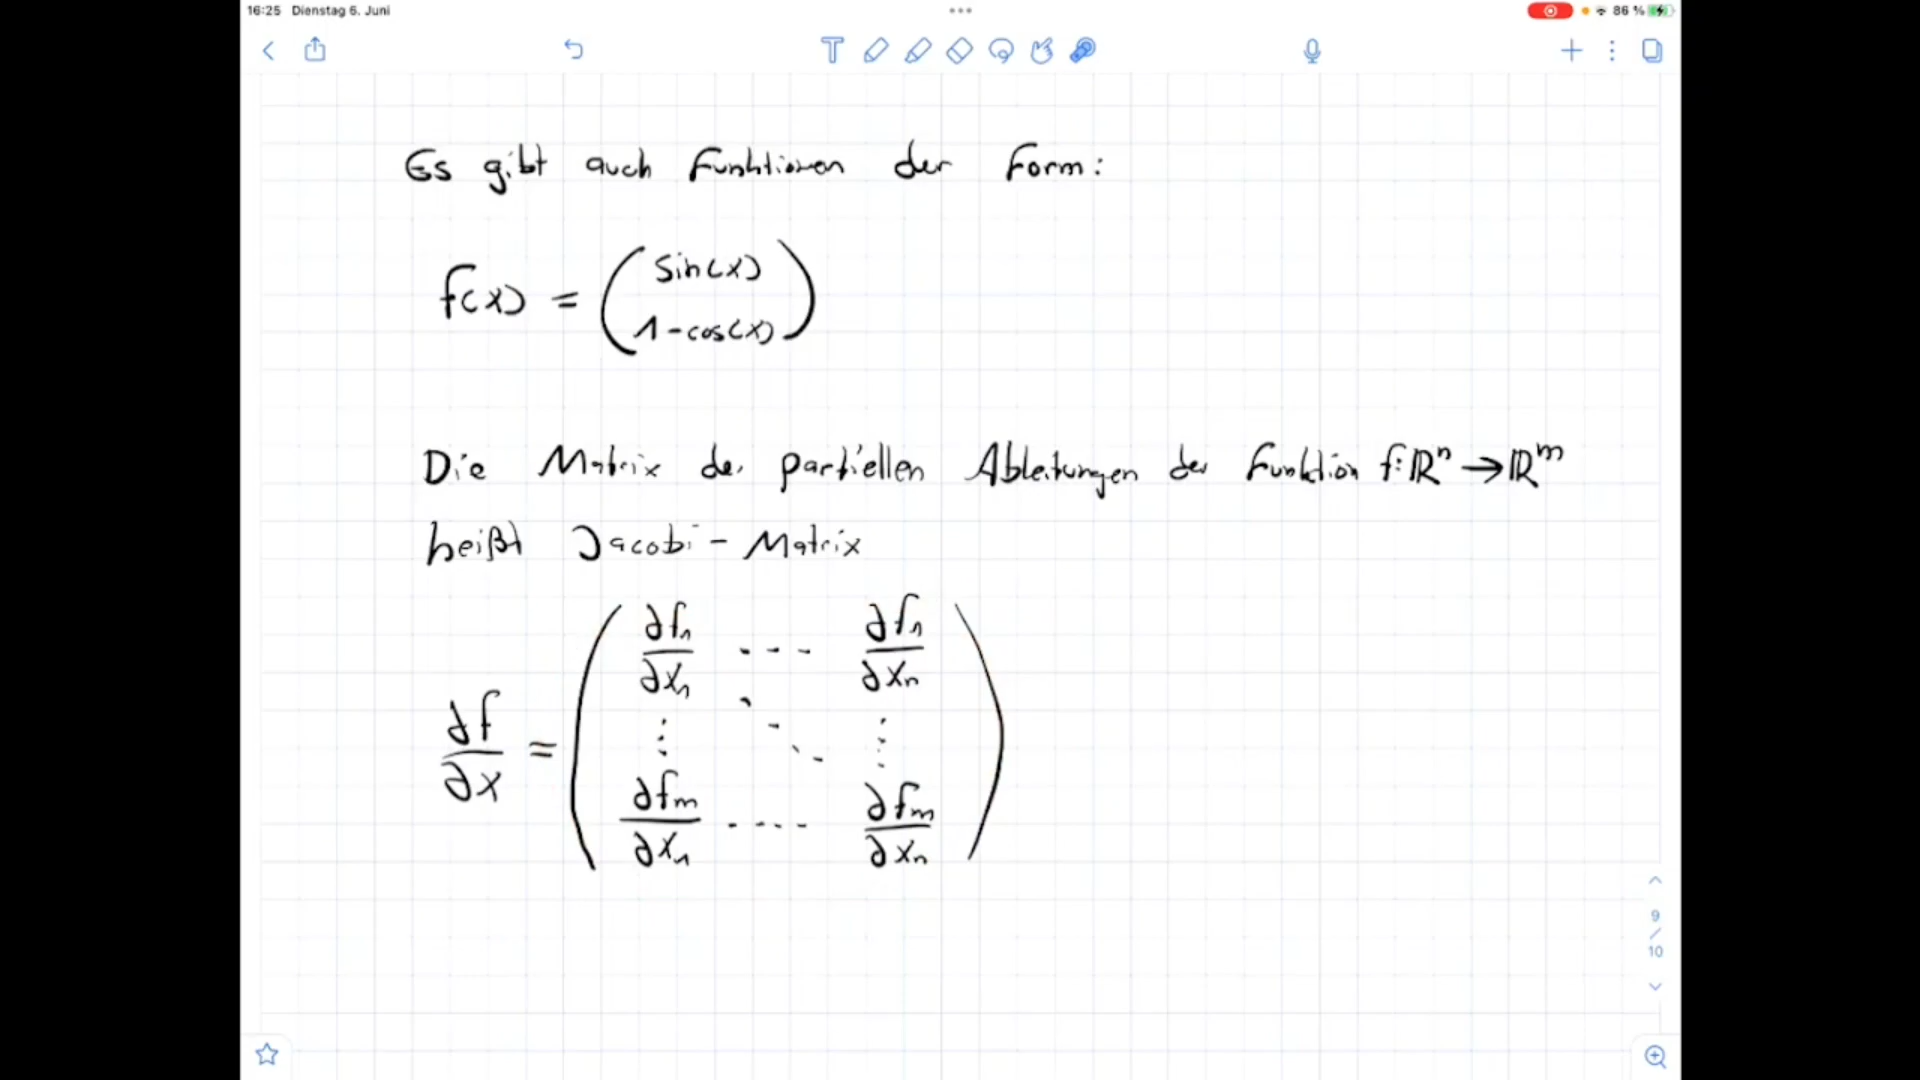 16:25 Dienstag 6. Juni
86 %
Es gibt auch Funktionen der Form:
f(x) = ( sin(x)
1-cos(x) )
Die Matrix der partiellen Ableitungen der Funktion f: ℝⁿ → ℝᵐ
heißt Jacobi - Matrix
∂f/∂x = ( ∂f₁/∂x₁ ... ∂f₁/∂xₙ
⋮ ⋱ ⋮
∂fₘ/∂x₁ .... ∂fₘ/∂xₙ )
9
/
10